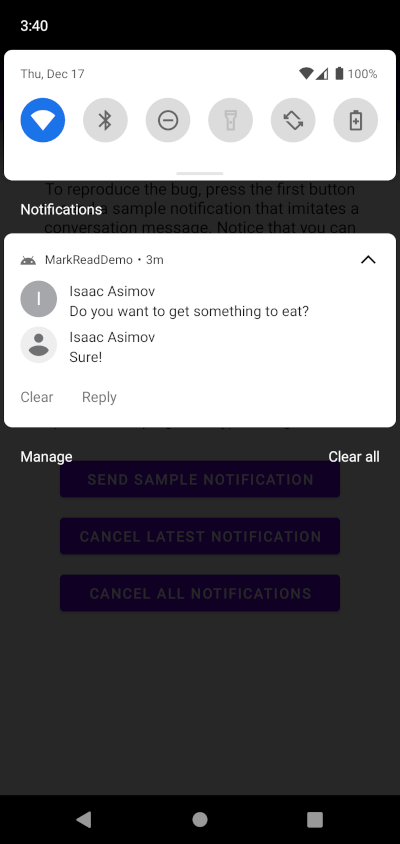 3:40
Thu, Dec 17
100%
To reproduce the bug, press the first button
a sample notification that imitates a
Notifications
conversation message. Notice that you can
MarkReadDemo • 3m
I
Isaac Asimov
Do you want to get something to eat?
Isaac Asimov
Sure!
Clear Reply
Manage Clear all
SEND SAMPLE NOTIFICATION
CANCEL LATEST NOTIFICATION
CANCEL ALL NOTIFICATIONS